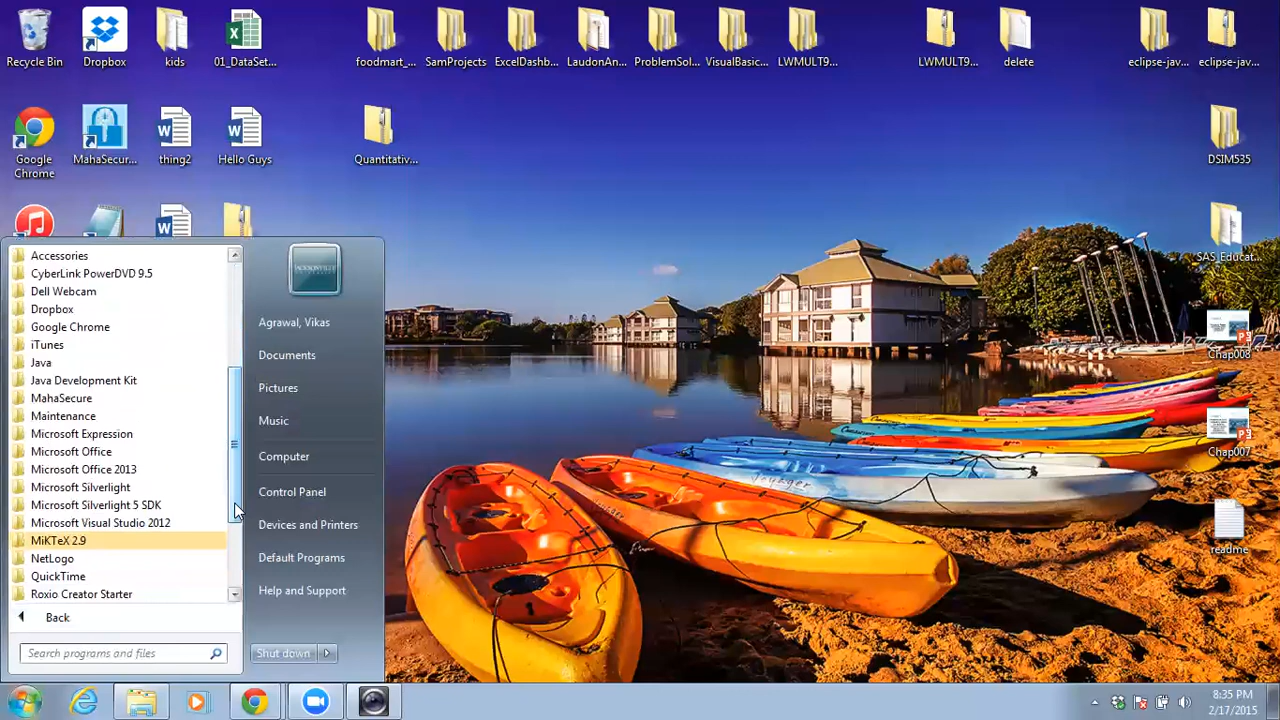 Recycle Bin
Dropbox
kids
01_DataSet...
foodmart_...
SamProjects
ExcelDashb...
LaudonAn...
ProblemSol...
VisualBasic...
LWMULT9...
LWMULT9...
delete
eclipse-jav...
eclipse-jav...
Google
Chrome
MahaSecur...
thing2
Hello Guys
Quantitativ...
DSIM535
SAS_Educat...
Chap008
Chap007
readme
Accessories
CyberLink PowerDVD 9.5
Dell Webcam
Dropbox
Google Chrome
iTunes
Java
Java Development Kit
MahaSecure
Maintenance
Microsoft Expression
Microsoft Office
Microsoft Office 2013
Microsoft Silverlight
Microsoft Silverlight 5 SDK
Microsoft Visual Studio 2012
MiKTeX 2.9
NetLogo
QuickTime
Roxio Creator Starter
Back
Search programs and files
JACKSONVILLE
Agrawal, Vikas
Documents
Pictures
Music
Computer
Control Panel
Devices and Printers
Default Programs
Help and Support
Shut down
Voyager
8:35 PM
2/17/2015